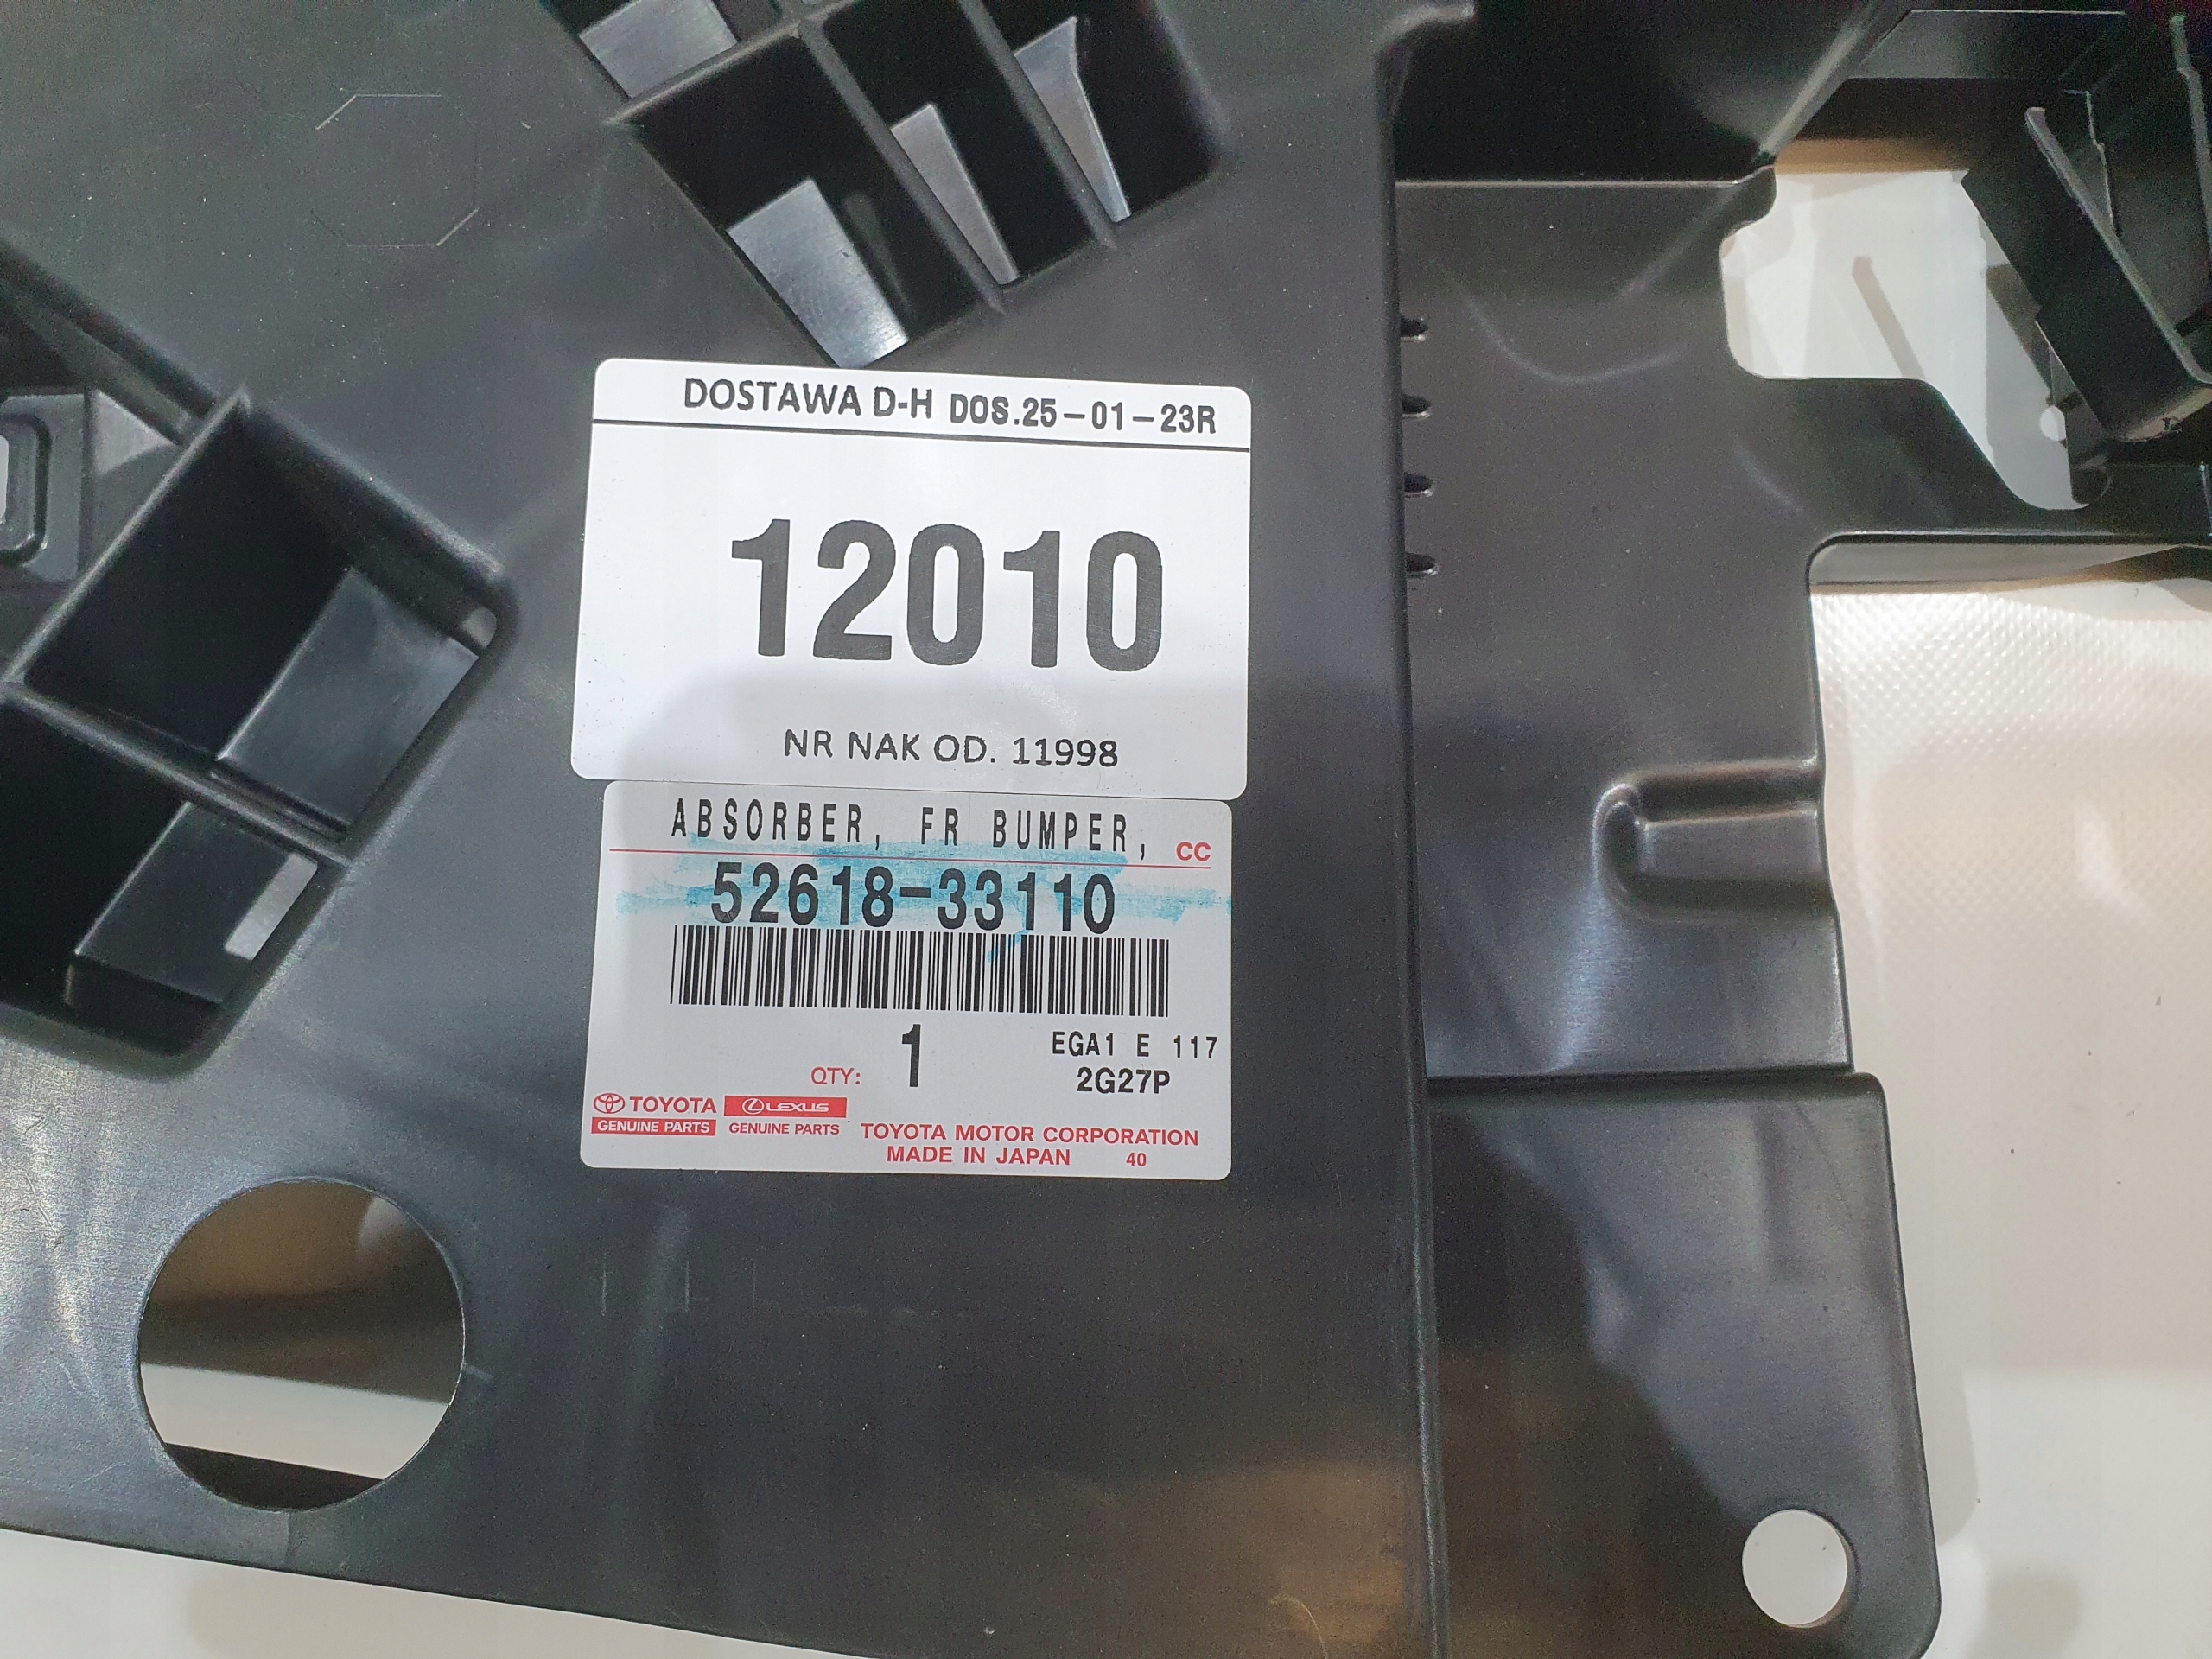 DOSTAWA D-H DOS.25-01-23R
12010
NR NAK OD. 11998
ABSORBER, FR BUMPER, CC
52618-33110
1 EGA1 E 117
QTY: 2G27P
TOYOTA LEXUS
GENUINE PARTS GENUINE PARTS TOYOTA MOTOR CORPORATION
MADE IN JAPAN 40